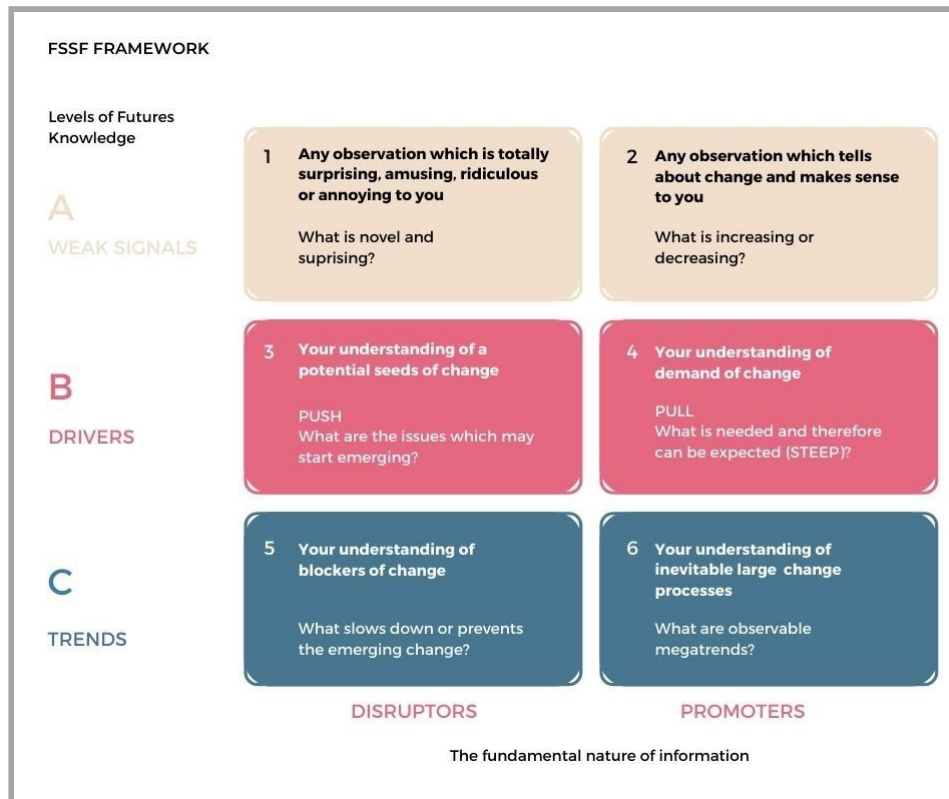 FSSF FRAMEWORK
Levels of Futures
Knowledge
A
WEAK SIGNALS
1
Any observation which is totally
surprising, amusing, ridiculous
or annoying to you
What is novel and
suprising?
2
Any observation which tells
about change and makes sense
to you
What is increasing or
decreasing?
B
DRIVERS
3
Your understanding of a
potential seeds of change
PUSH
What are the issues which may
start emerging?
4
Your understanding of
demand of change
PULL
What is needed and therefore
can be expected (STEEP)?
C
TRENDS
5
Your understanding of
blockers of change
What slows down or prevents
the emerging change?
6
Your understanding of
inevitable large change
processes
What are observable
megatrends?
DISRUPTORS
PROMOTERS
The fundamental nature of information